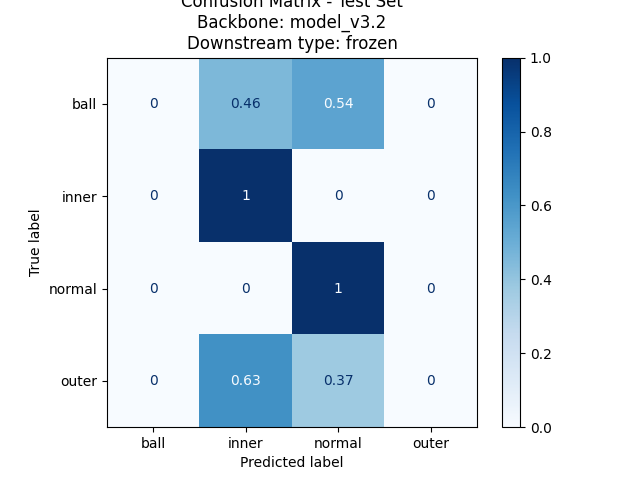 Confusion Matrix - Test Set
Backbone: model_v3.2
Downstream type: frozen
1.0
ball 0 0.46 0.54 0
0.8
inner 1 0 0 0
0.6
normal 0 0 1 0
0.4
outer 0 0.63 0.37 0
0.2
0.0
ball inner normal outer
True label
Predicted label